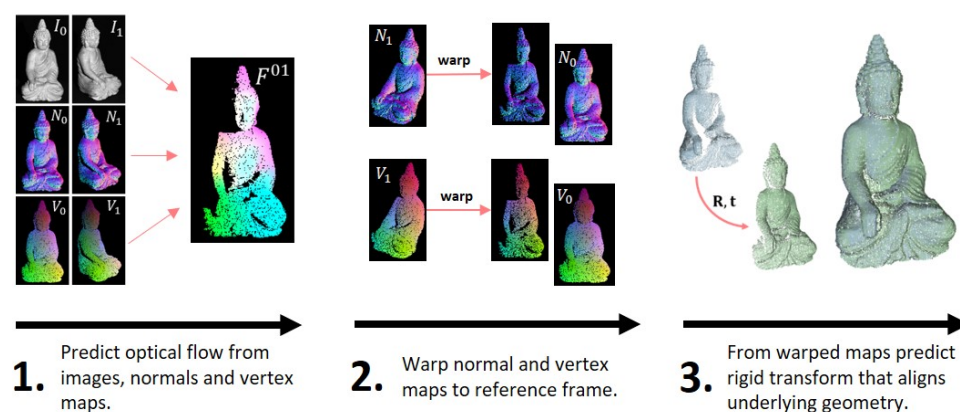 I₀
I₁
N₀
N₁
V₀
V₁
F⁰¹
N₁
warp
N₀
V₁
warp
V₀
R, t
1.
Predict optical flow from
images, normals and vertex
maps.
2.
Warp normal and vertex
maps to reference frame.
3.
From warped maps predict
rigid transform that aligns
underlying geometry.